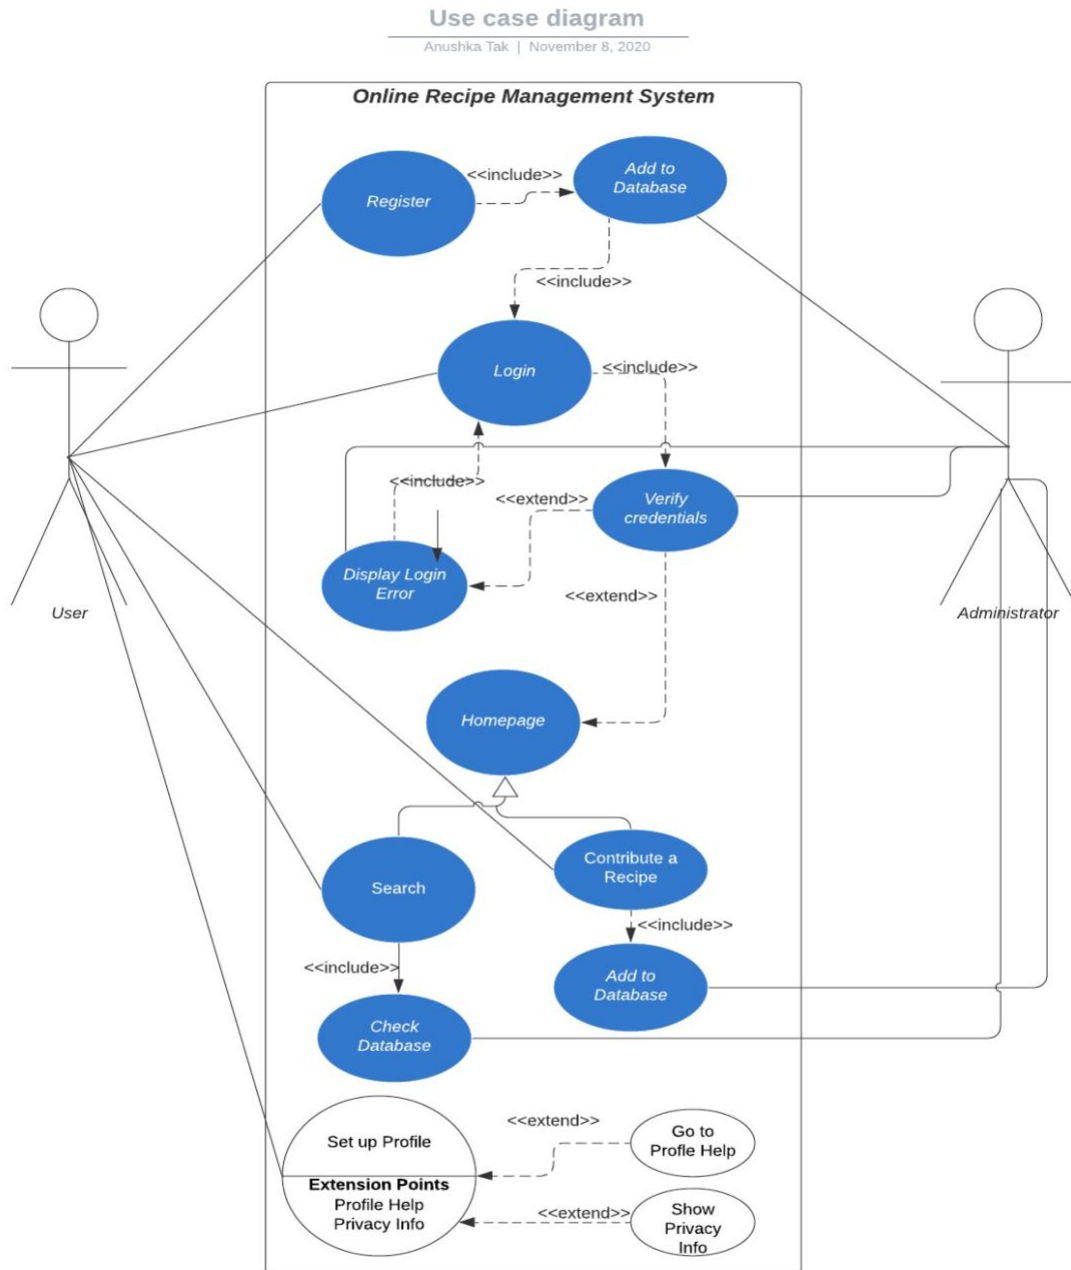 Use case diagram
Anushka Tak | November 8, 2020
Online Recipe Management System
Register
<<include>>
Add to
Database
<<include>>
Login
<<include>>
<<include>>
<<extend>>
Verify
credentials
Display Login
Error
<<extend>>
User
Administrator
Homepage
Search
Contribute a
Recipe
<<include>>
<<include>>
Add to
Database
Check
Database
Set up Profile
Extension Points
Profile Help
Privacy Info
<<extend>>
Go to
Profle Help
<<extend>>
Show
Privacy
Info